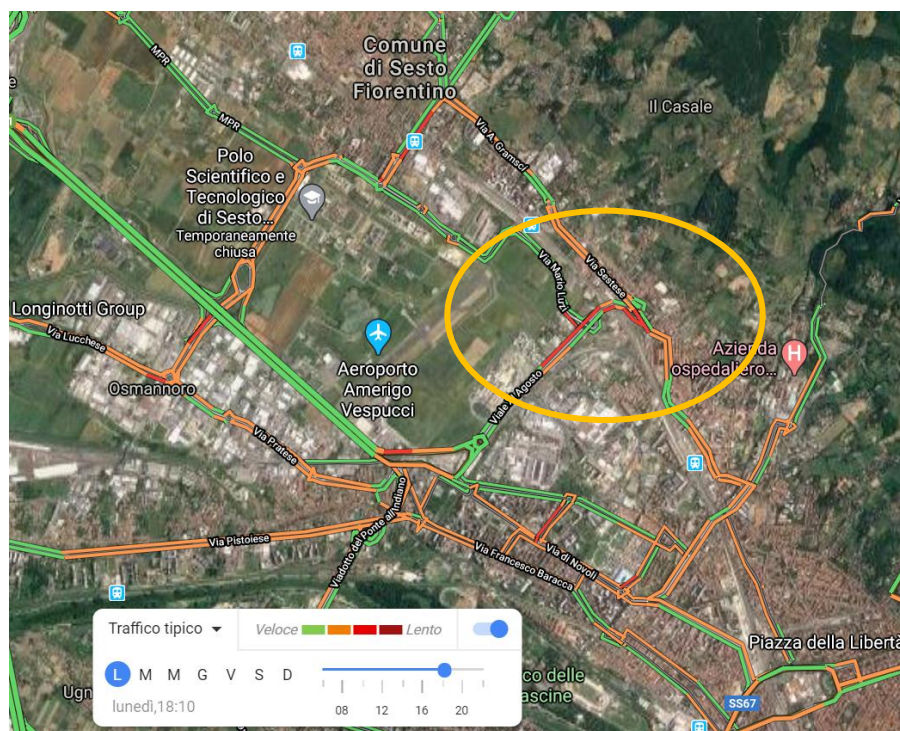 Comune
di Sesto
Fiorentino
MPR
e
Il Casale
MPR
Via A. Gramsci
Polo
Scientifico e
Tecnologico
di Sesto...
Temporaneamente
chiusa
Via Mario Luzi
Via Sestese
Longinotti Group
Via Lucchese
Aeroporto
Amerigo
Vespucci
Azienda
ospedaliero...
H
Osmannoro
Viale Agosto
Via Pratese
Viadotto del Ponte all'Indiano
Via Pistoiese
Via Francesco Baracca
Via di Novoli
Piazza della Libertà
Traffico tipico
Veloce
Lento
L M M G V S D
08 12 16 20
lunedì,18:10
Ugn
co delle
ascine
SS67